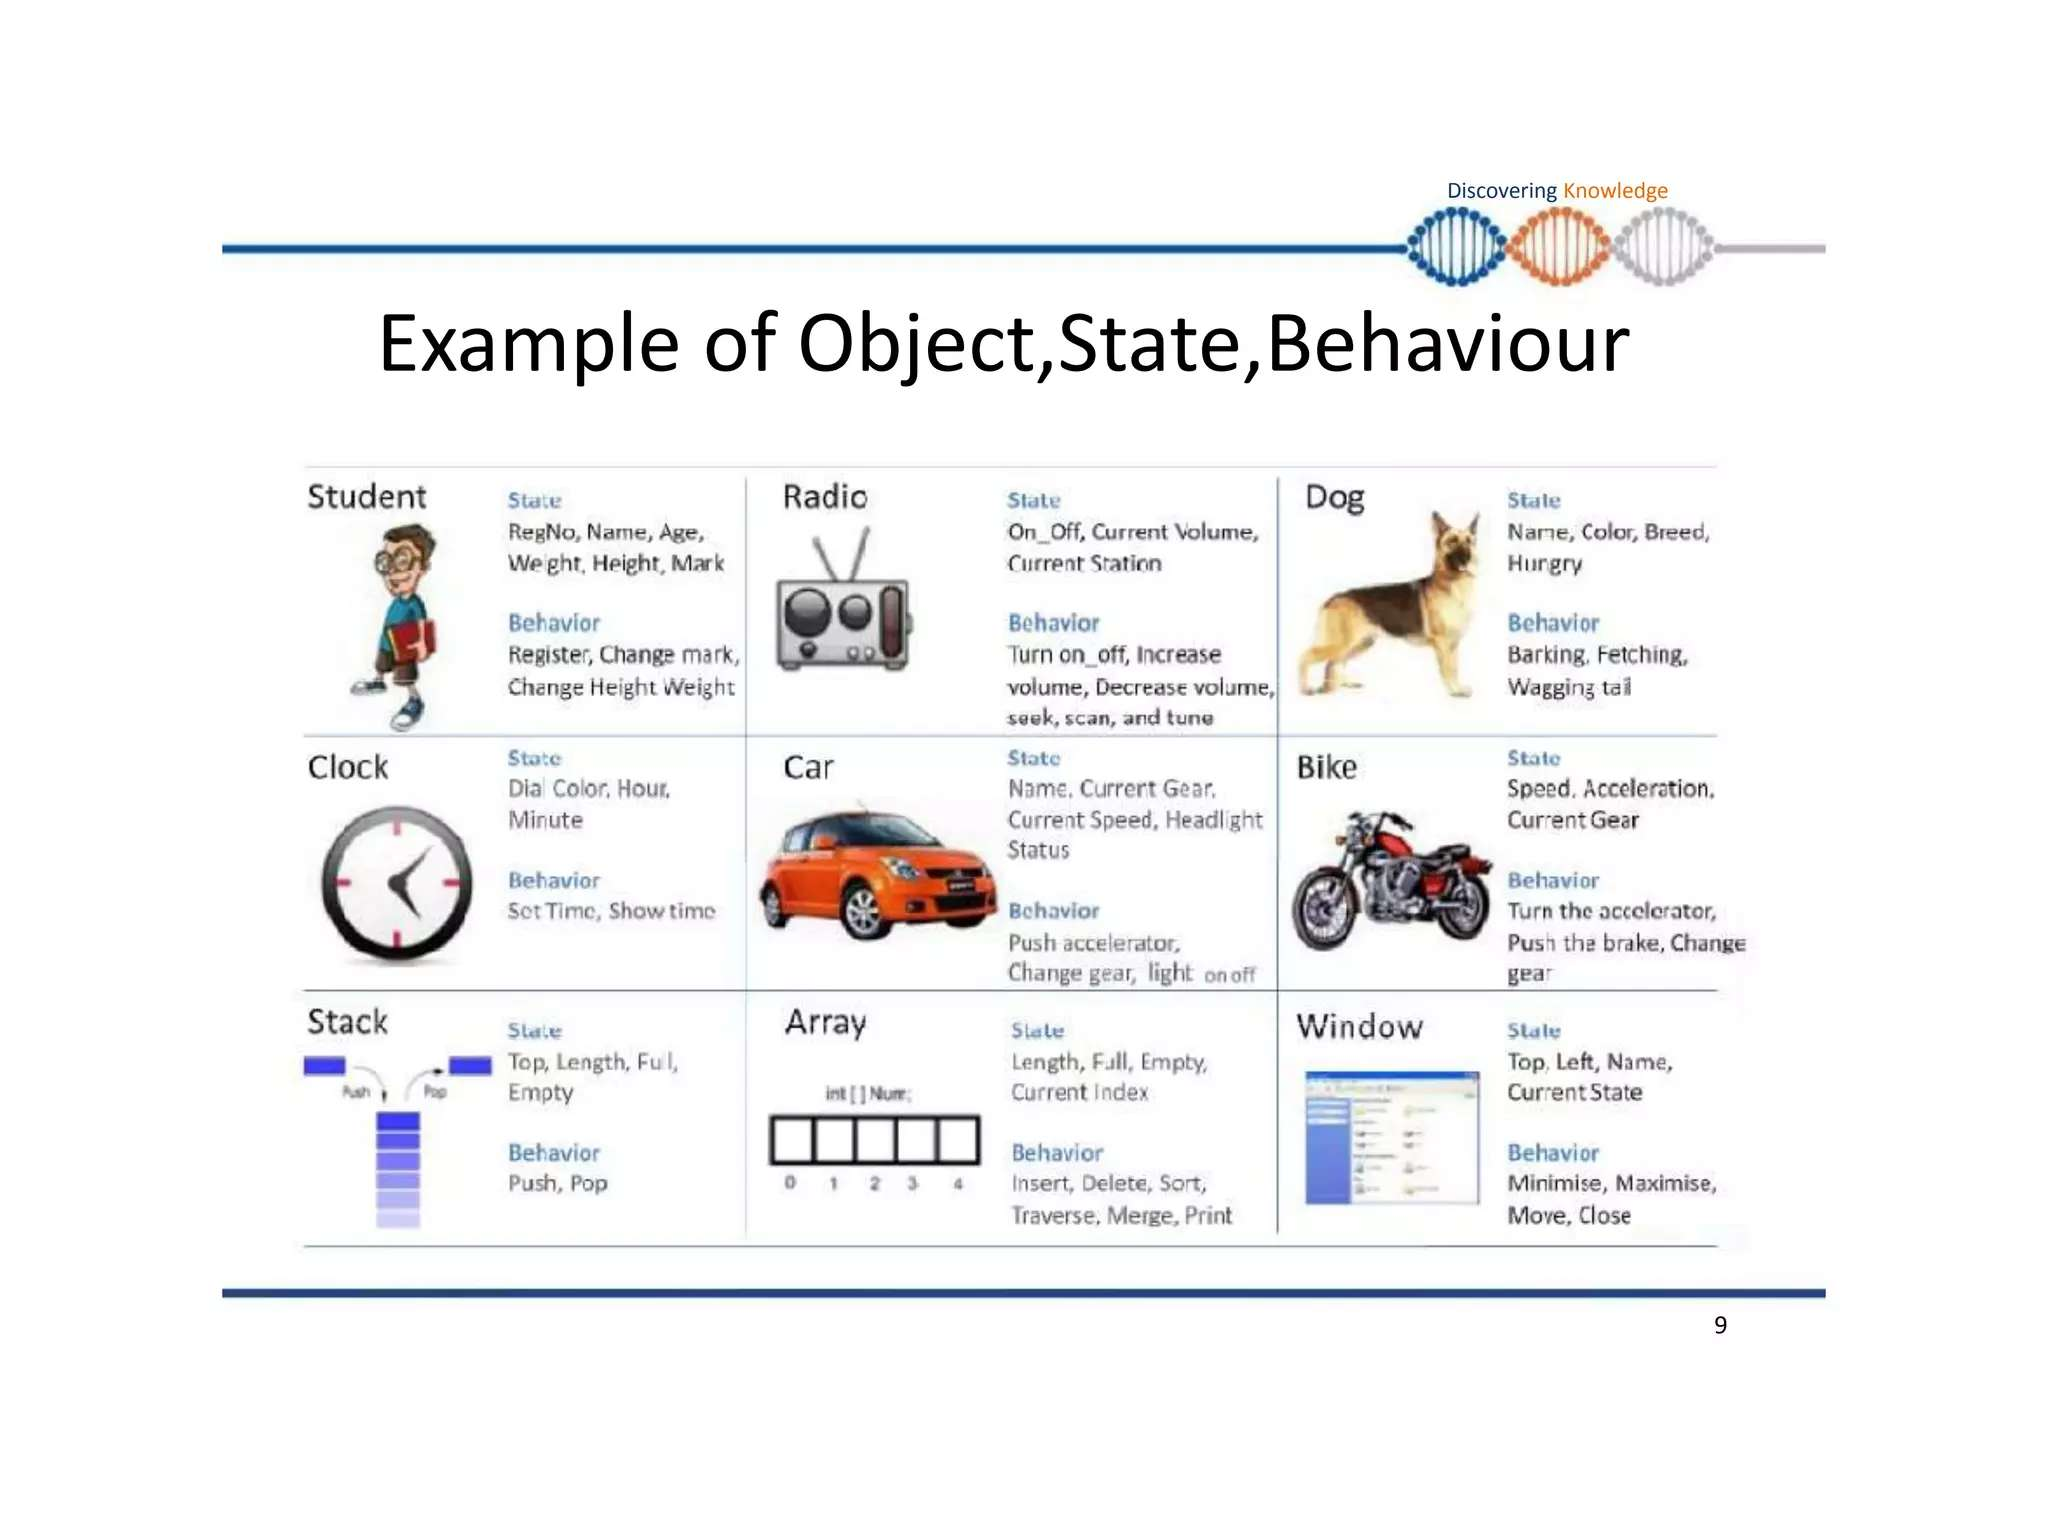 Discovering Knowledge
Example of Object,State,Behaviour
Student
State
RegNo, Name, Age,
Weight, Height, Mark
Behavior
Register, Change mark,
Change Height Weight
Radio
State
On_Off, Current Volume,
Current Station
Behavior
Turn on_off, Increase
volume, Decrease volume,
seek, scan, and tune
Dog
State
Name, Color, Breed,
Hungry
Behavior
Barking, Fetching,
Wagging tail
Clock
State
Dial Color, Hour,
Minute
Behavior
Set Time, Show time
Car
State
Name, Current Gear,
Current Speed, Headlight
Status
Behavior
Push accelerator,
Change gear, light on off
Bike
State
Speed, Acceleration,
Current Gear
Behavior
Turn the accelerator,
Push the brake, Change
gear
Stack
Push Pop
State
Top, Length, Full,
Empty
Behavior
Push, Pop
Array
int [ ] Num;
0 1 2 3 4
State
Length, Full, Empty,
Current Index
Behavior
Insert, Delete, Sort,
Traverse, Merge, Print
Window
State
Top, Left, Name,
Current State
Behavior
Minimise, Maximise,
Move, Close
9